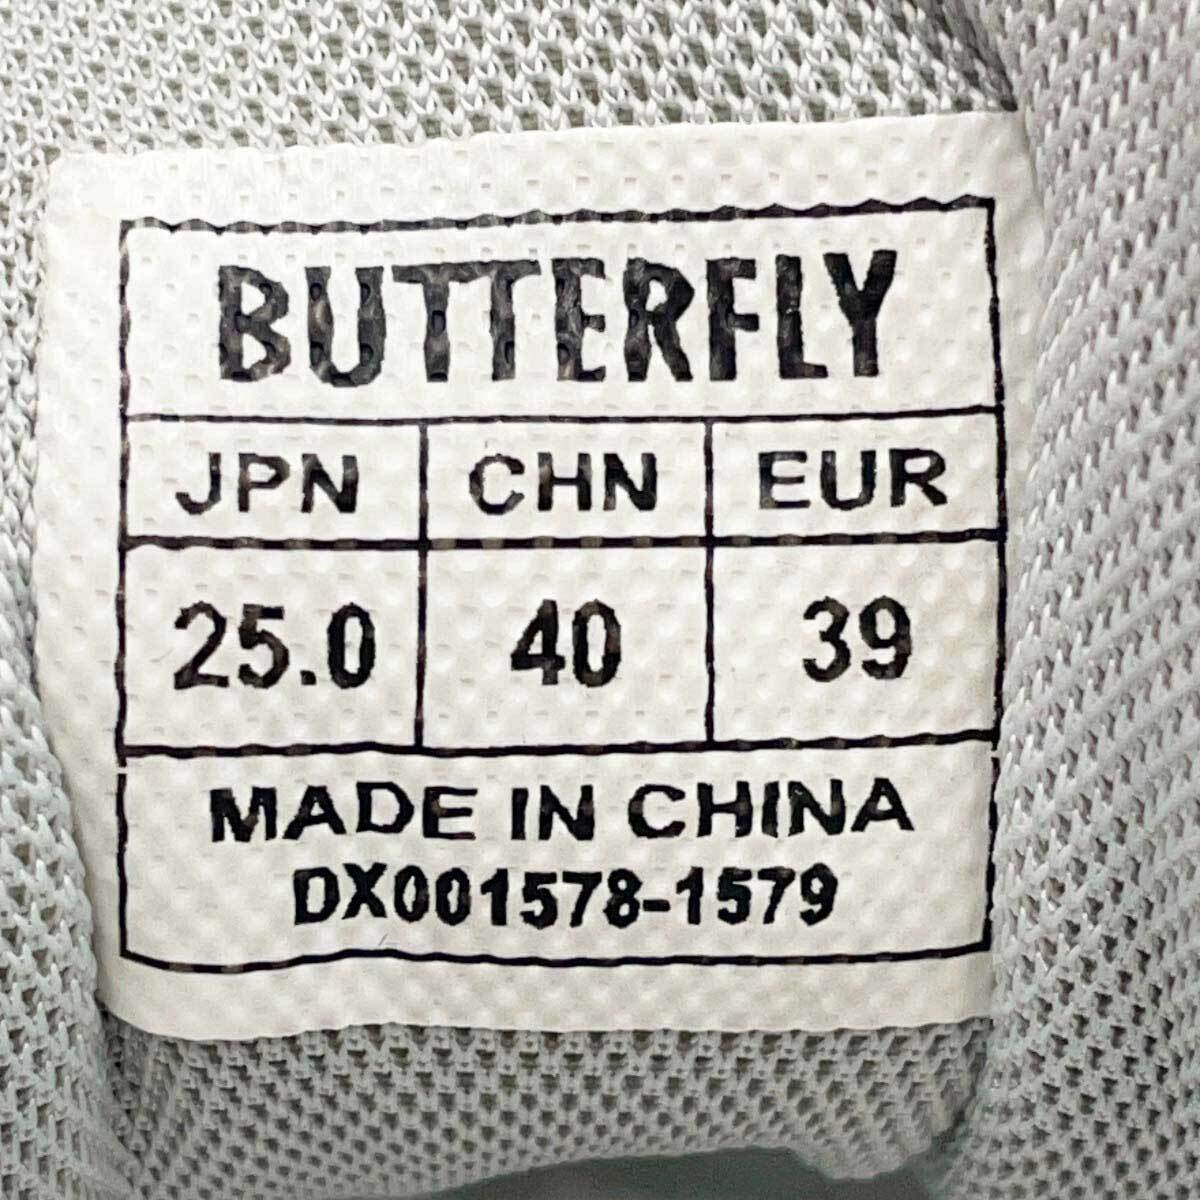 BUTTERFLY
JPN CHN EUR
25.0 40 39
MADE IN CHINA
DX001578-1579